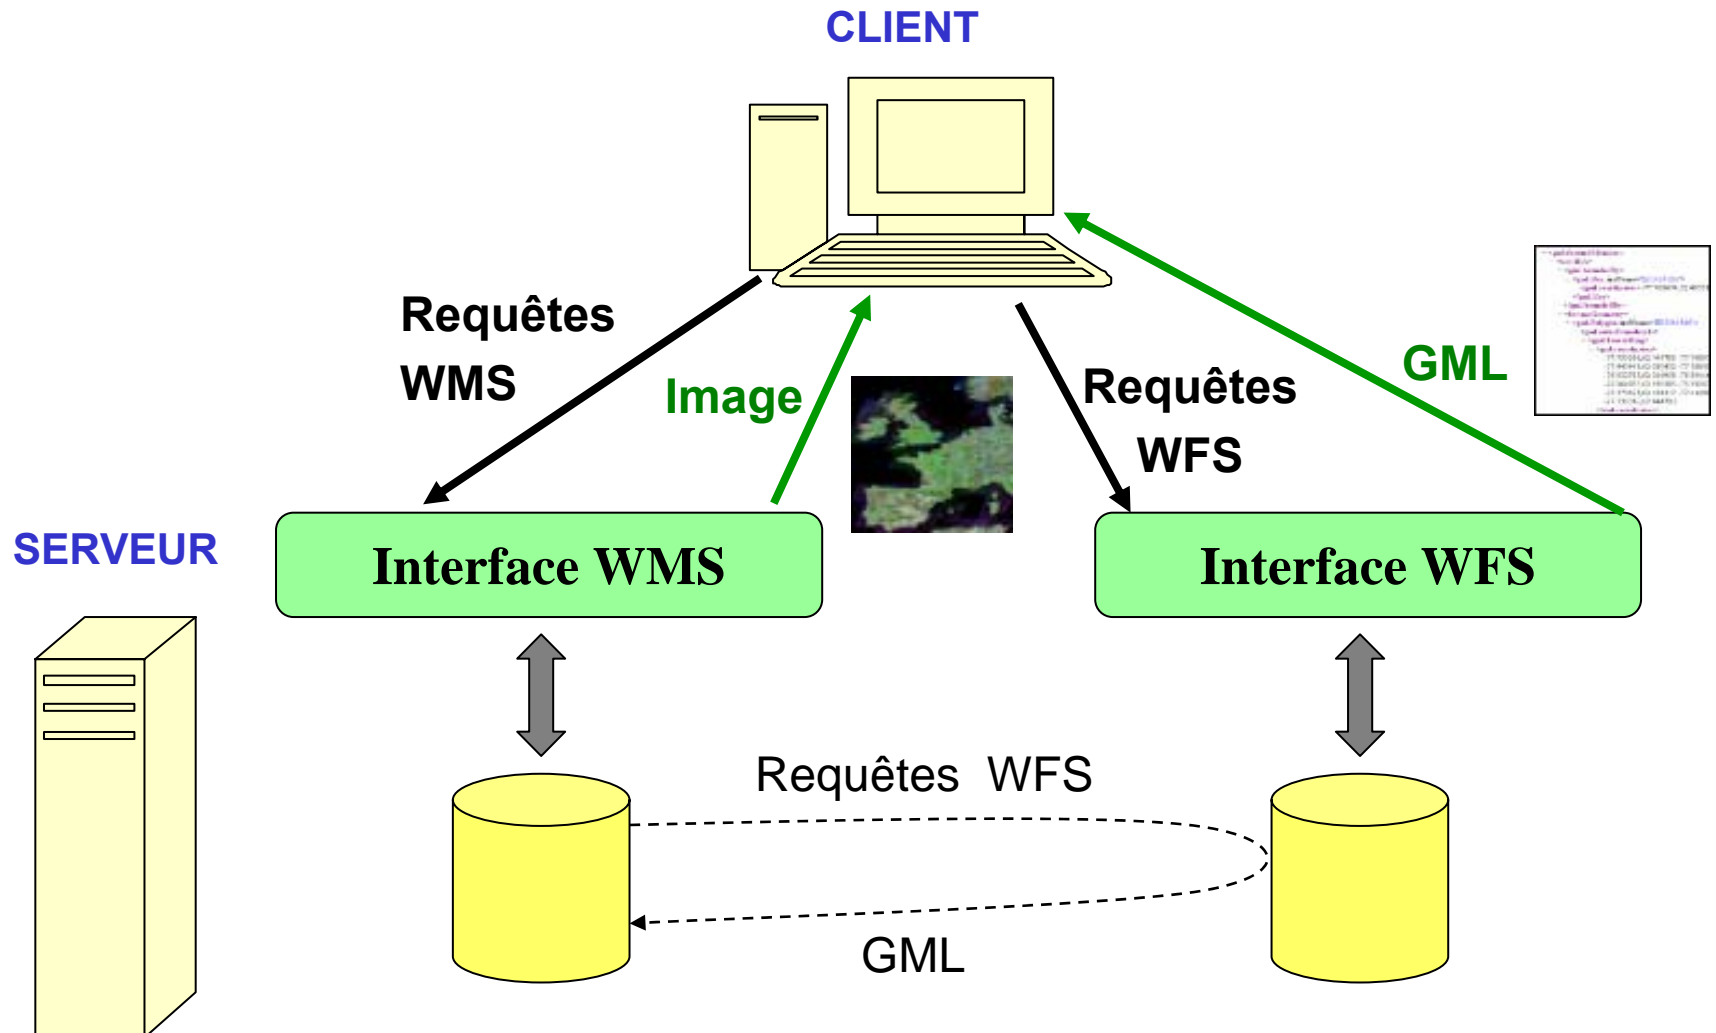 CLIENT
Requêtes
WMS
Image
Requêtes
WFS
GML
SERVEUR
Interface WMS
Interface WFS
Requêtes WFS
GML